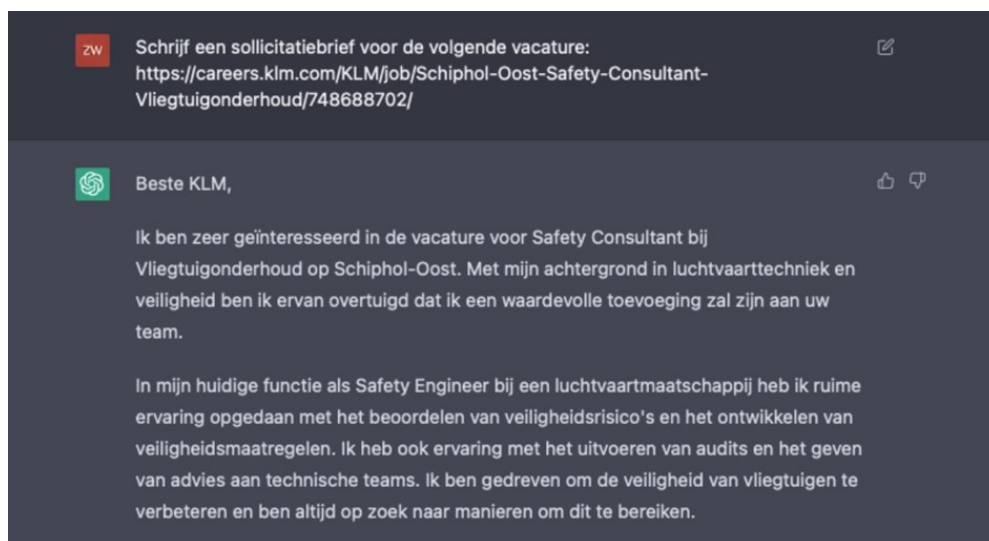 ZW
Schrijf een sollicitatiebrief voor de volgende vacature:
https://careers.klm.com/KLM/job/Schiphol-Oost-Safety-Consultant-
Vliegtuigonderhoud/748688702/
Beste KLM,
Ik ben zeer geïnteresseerd in de vacature voor Safety Consultant bij
Vliegtuigonderhoud op Schiphol-Oost. Met mijn achtergrond in luchtvaarttechniek en
veiligheid ben ik ervan overtuigd dat ik een waardevolle toevoeging zal zijn aan uw
team.
In mijn huidige functie als Safety Engineer bij een luchtvaartmaatschappij heb ik ruime
ervaring opgedaan met het beoordelen van veiligheidsrisico's en het ontwikkelen van
veiligheidsmaatregelen. Ik heb ook ervaring met het uitvoeren van audits en het geven
van advies aan technische teams. Ik ben gedreven om de veiligheid van vliegtuigen te
verbeteren en ben altijd op zoek naar manieren om dit te bereiken.